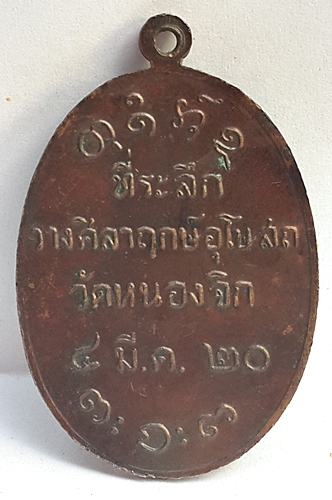 ที่ระลึก
วางศิลาฤกษ์อุโบสถ
วัดหนองจิก
๔ มี.ค. ๒๐